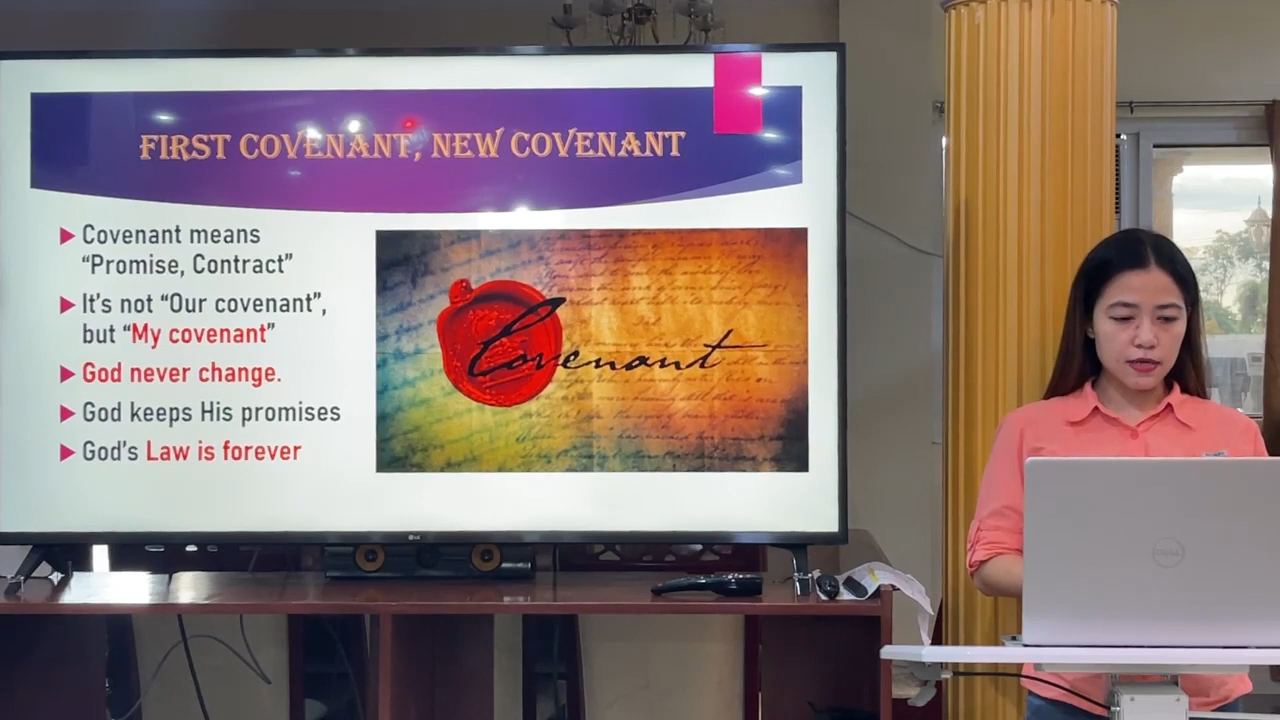 FIRST COVENANT, NEW COVENANT
Covenant means
“Promise, Contract”
It’s not “Our covenant”,
but “My covenant”
God never change.
God keeps His promises
God’s Law is forever
Covenant
LG
DELL